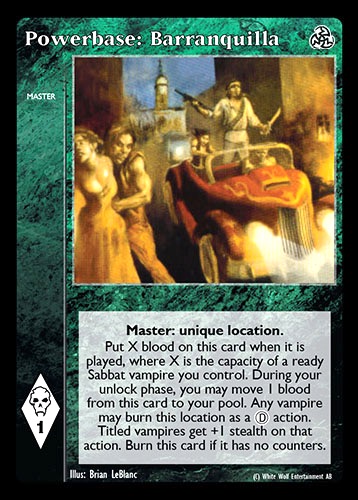 Powerbase: Barranquilla
MASTER
Master: unique location.
Put X blood on this card when it is
played, where X is the capacity of a ready
Sabbat vampire you control. During your
unlock phase, you may move 1 blood
from this card to your pool. Any vampire
may burn this location as a Ⓓ action.
Titled vampires get +1 stealth on that
action. Burn this card if it has no counters.
1
Illus: Brian LeBlanc
(C) White Wolf Entertainment AB